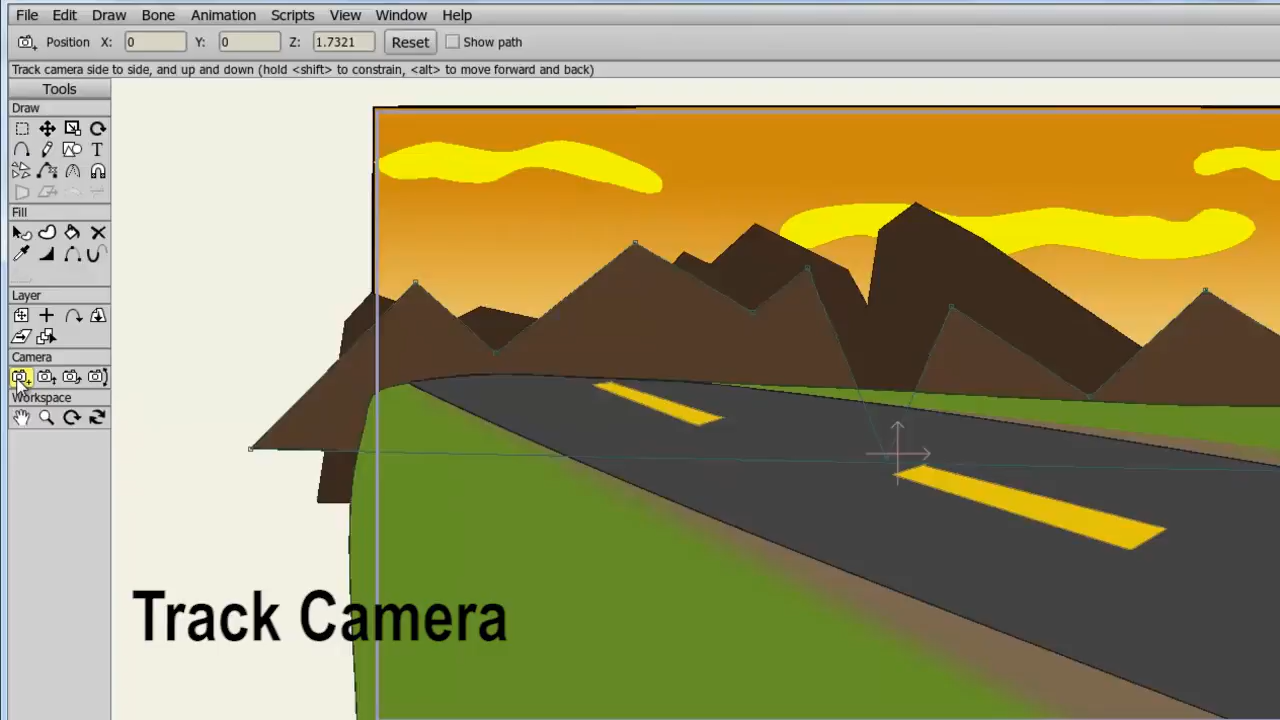 File Edit Draw Bone Animation Scripts View Window Help
Position X: 0 Y: 0 Z: 1.7321 Reset Show path
Track camera side to side, and up and down (hold <shift> to constrain, <alt> to move forward and back)
Tools
Draw
T
Fill
Layer
Camera
Workspace
Track Camera